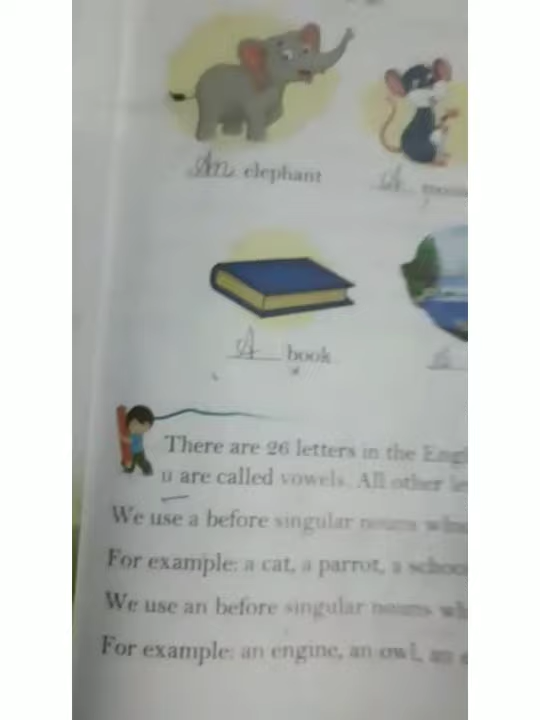 An elephant
A mouse
A book
There are 26 letters in the Engl
u are called vowels. All other le
We use a before singular nouns whic
For example: a cat, a parrot, a schoo
We use an before singular nouns wh
For example: an engine, an owl, an e